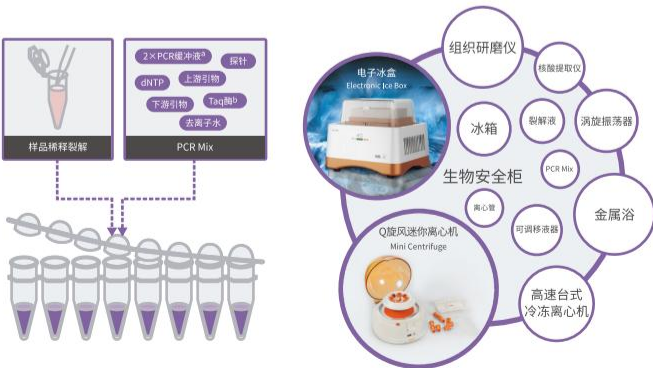 2×PCR缓冲液a
探针
dNTP
上游引物
下游引物
Taq酶b
去离子水
样品稀释裂解
PCR Mix
组织研磨仪
核酸提取仪
电子冰盒
Electronic Ice Box
冰箱
裂解液
涡旋振荡器
生物安全柜
PCR Mix
离心管
可调移液器
金属浴
Q旋风迷你离心机
Mini Centrifuge
高速台式
冷冻离心机